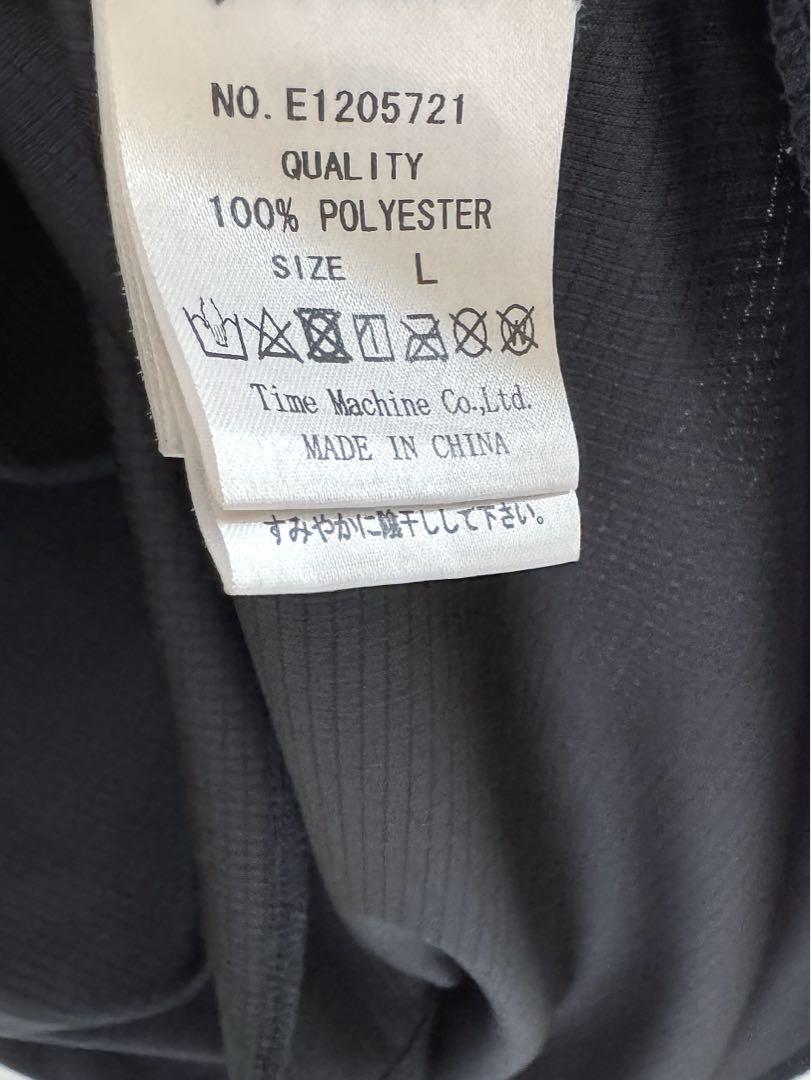 NO. E1205721
QUALITY
100% POLYESTER
SIZE L
Time Machine Co.,Ltd.
MADE IN CHINA
すみやかに陰干しして下さい。